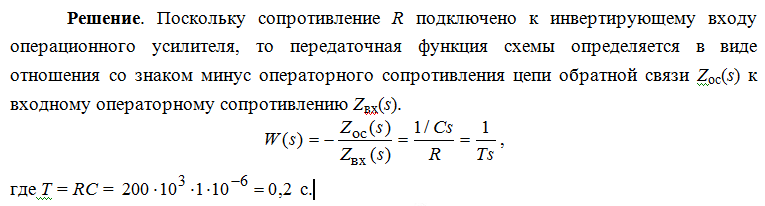 Решение. Поскольку сопротивление R подключено к инвертирующему входу
операционного усилителя, то передаточная функция схемы определяется в виде
отношения со знаком минус операторного сопротивления цепи обратной связи Zос(s) к
входному операторному сопротивлению Zвх(s).
W(s) = − Zос(s) / Zвх(s) = 1/Cs / R = 1 / Ts ,
где T = RC = 200·10³·1·10⁻⁶ = 0,2 с.